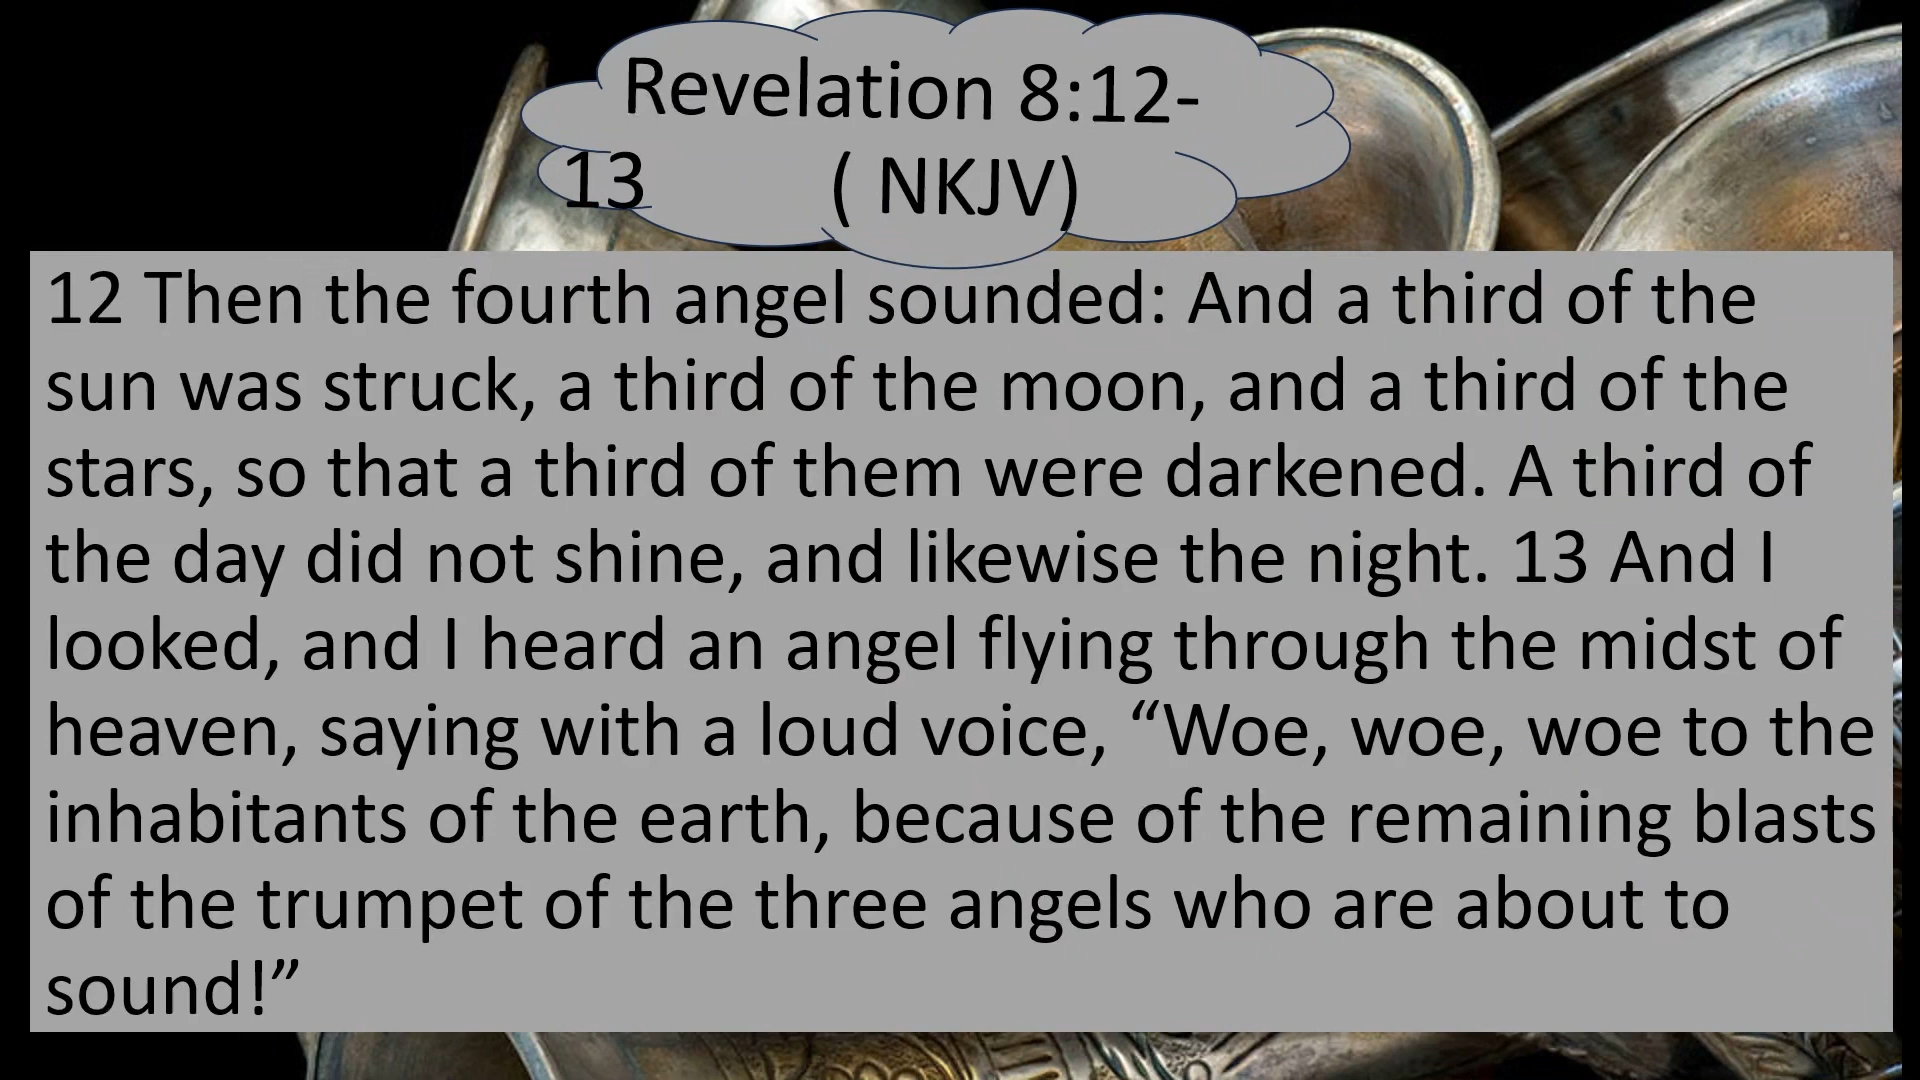 Revelation 8:12-
13 ( NKJV)
12 Then the fourth angel sounded: And a third of the
sun was struck, a third of the moon, and a third of the
stars, so that a third of them were darkened. A third of
the day did not shine, and likewise the night. 13 And I
looked, and I heard an angel flying through the midst of
heaven, saying with a loud voice, “Woe, woe, woe to the
inhabitants of the earth, because of the remaining blasts
of the trumpet of the three angels who are about to
sound!”